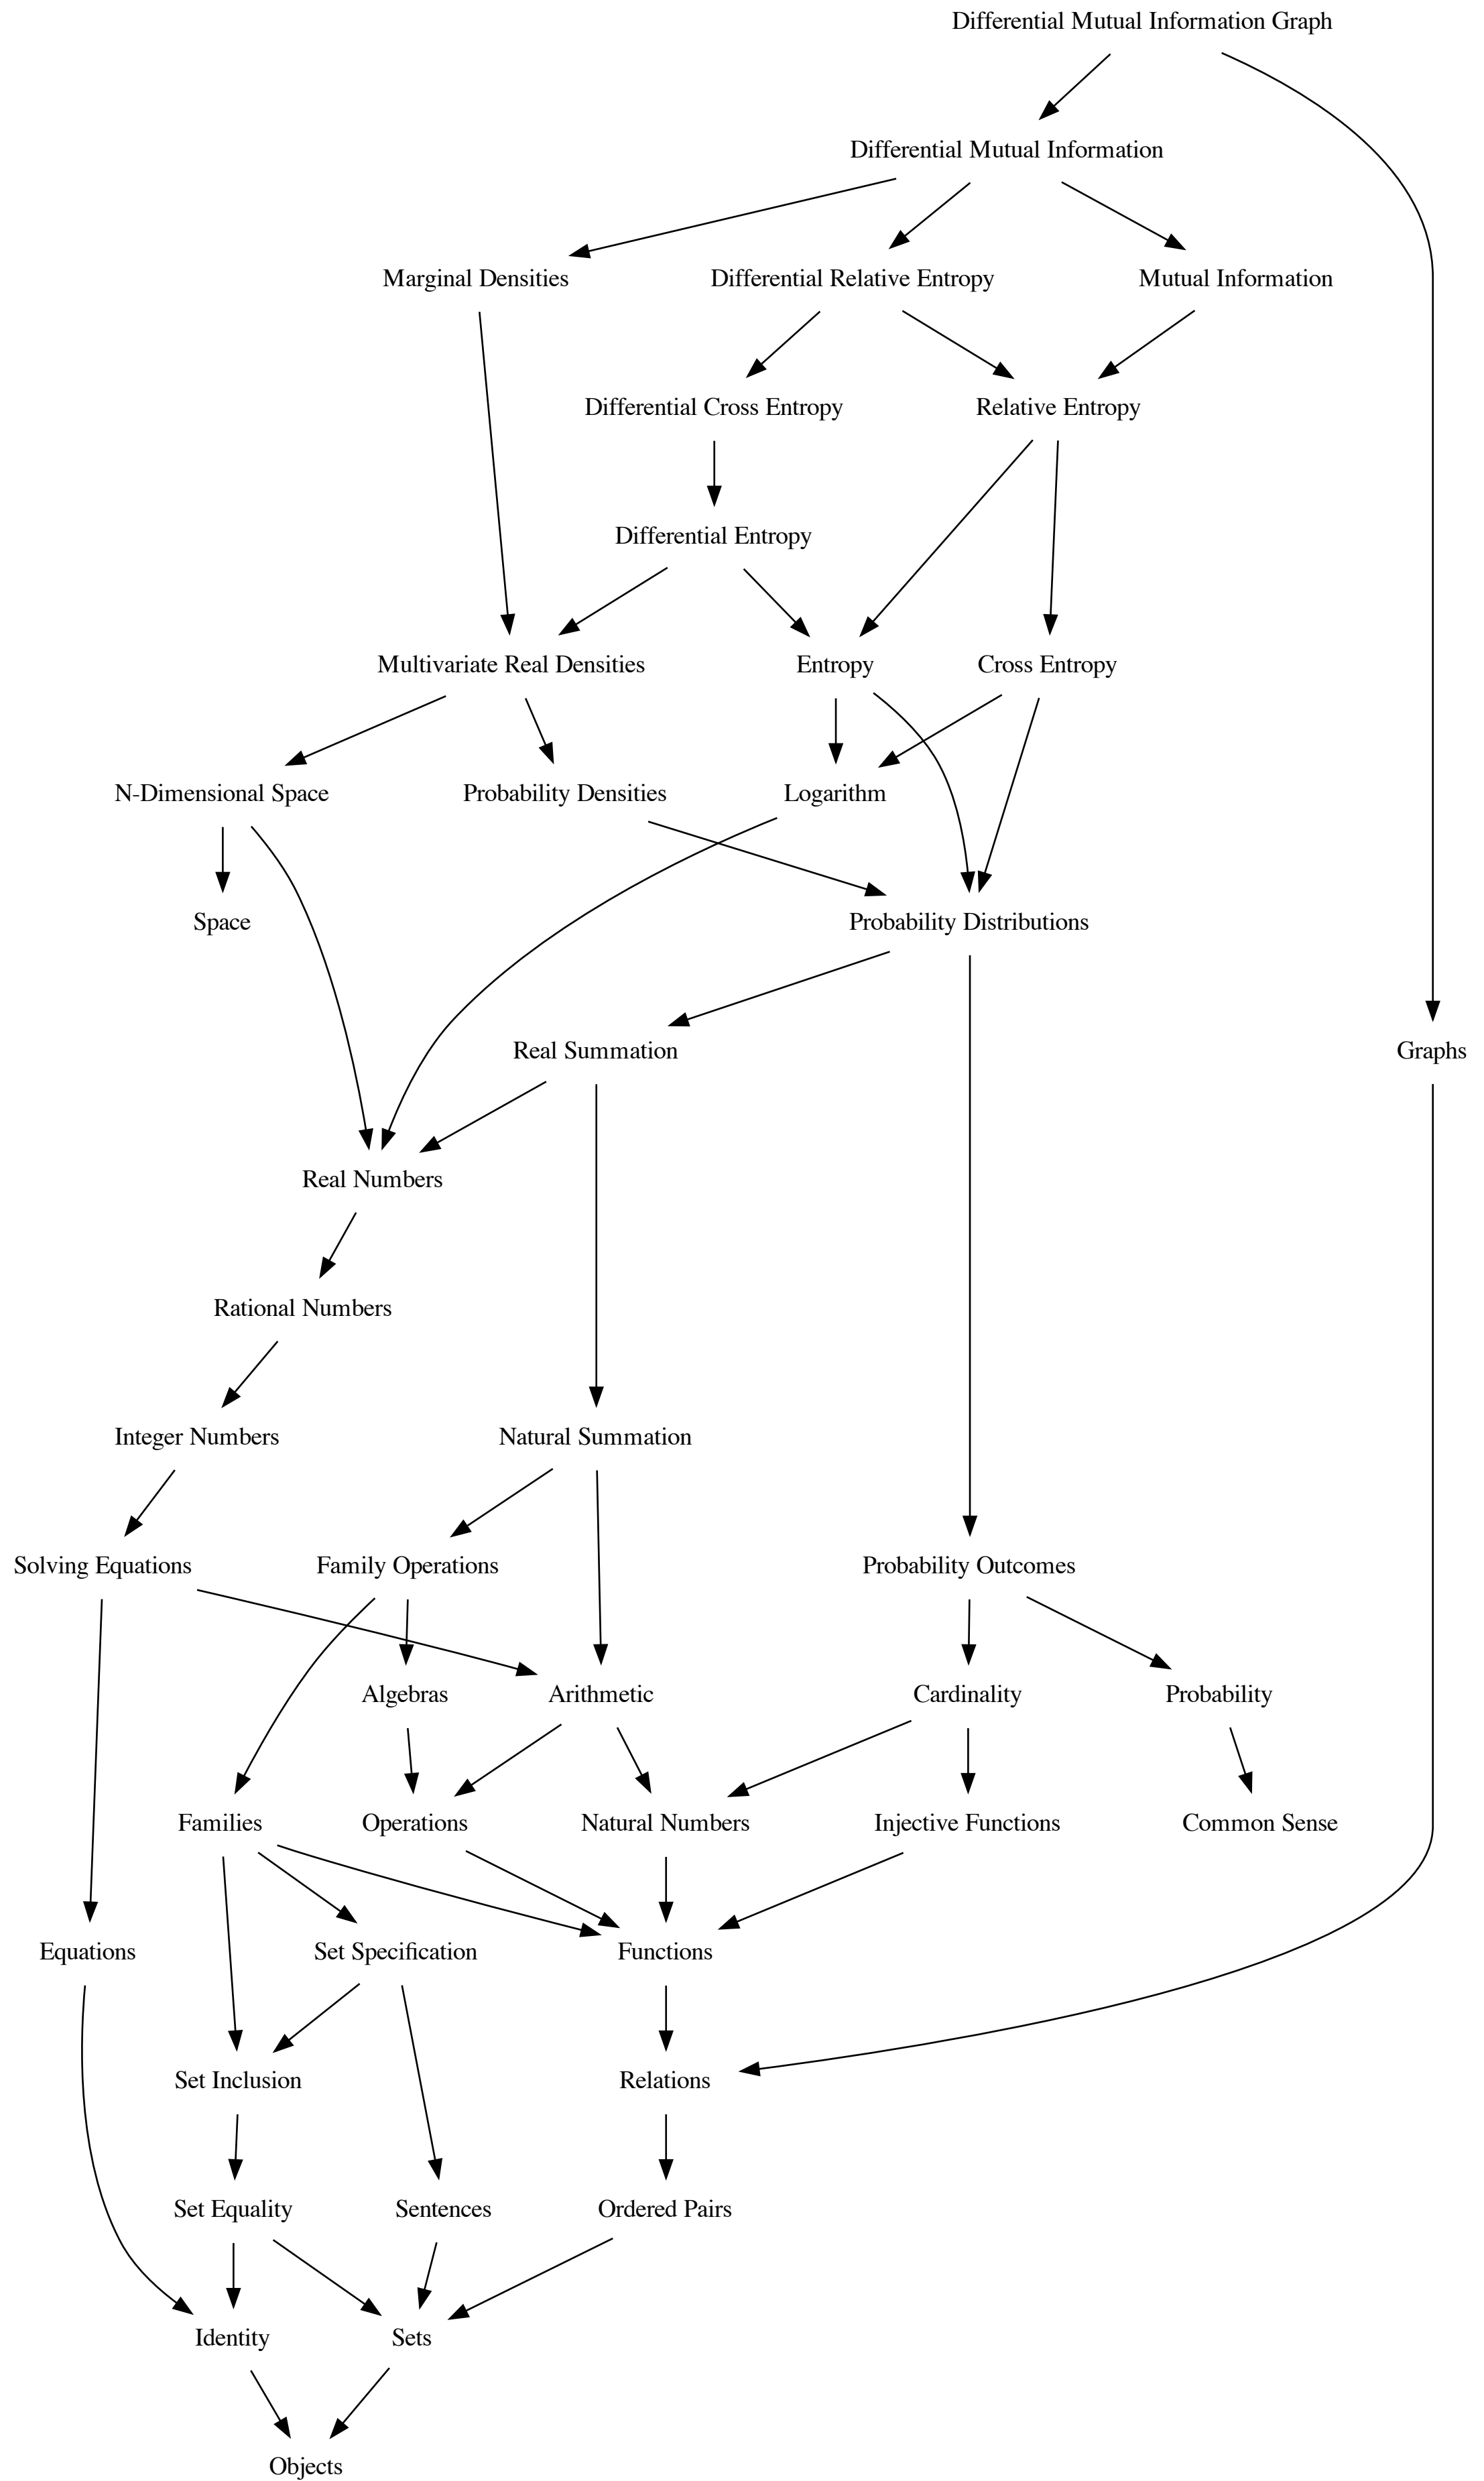 Differential Mutual Information Graph
Differential Mutual Information
Marginal Densities
Differential Relative Entropy
Mutual Information
Differential Cross Entropy
Relative Entropy
Differential Entropy
Multivariate Real Densities
Entropy
Cross Entropy
N-Dimensional Space
Probability Densities
Logarithm
Space
Probability Distributions
Real Summation
Graphs
Real Numbers
Rational Numbers
Integer Numbers
Natural Summation
Solving Equations
Family Operations
Probability Outcomes
Algebras
Arithmetic
Cardinality
Probability
Families
Operations
Natural Numbers
Injective Functions
Common Sense
Equations
Set Specification
Functions
Set Inclusion
Relations
Set Equality
Sentences
Ordered Pairs
Identity
Sets
Objects